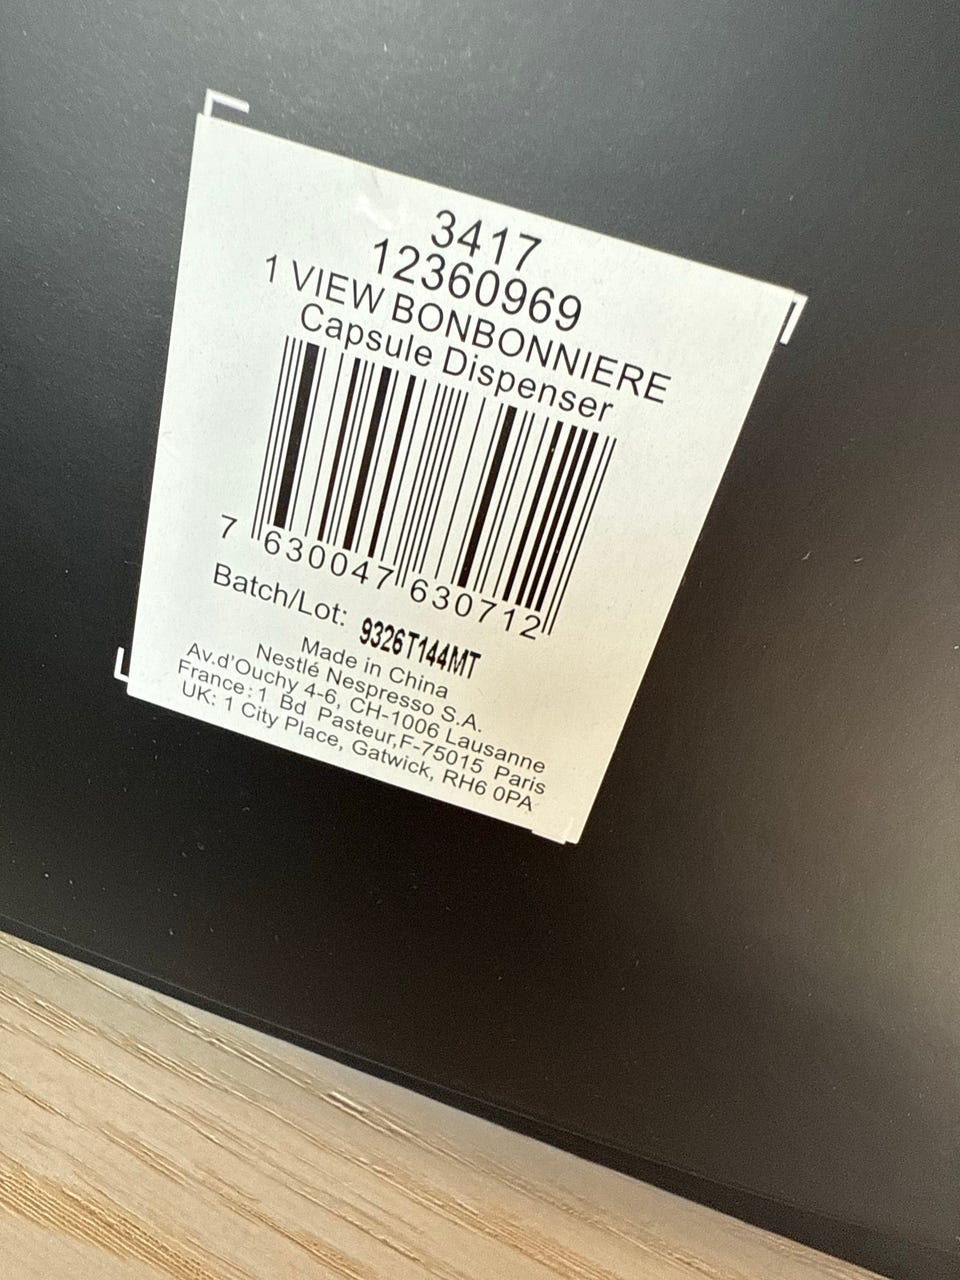 3417
12360969
1 VIEW BONBONNIERE
Capsule Dispenser
7 630047 630712
Batch/Lot: 9326T144MT
Made in China
Nestlé Nespresso S.A.
Av.d'Ouchy 4-6, CH-1006 Lausanne
France: 1 Bd Pasteur,F-75015 Paris
UK: 1 City Place, Gatwick, RH6 0PA